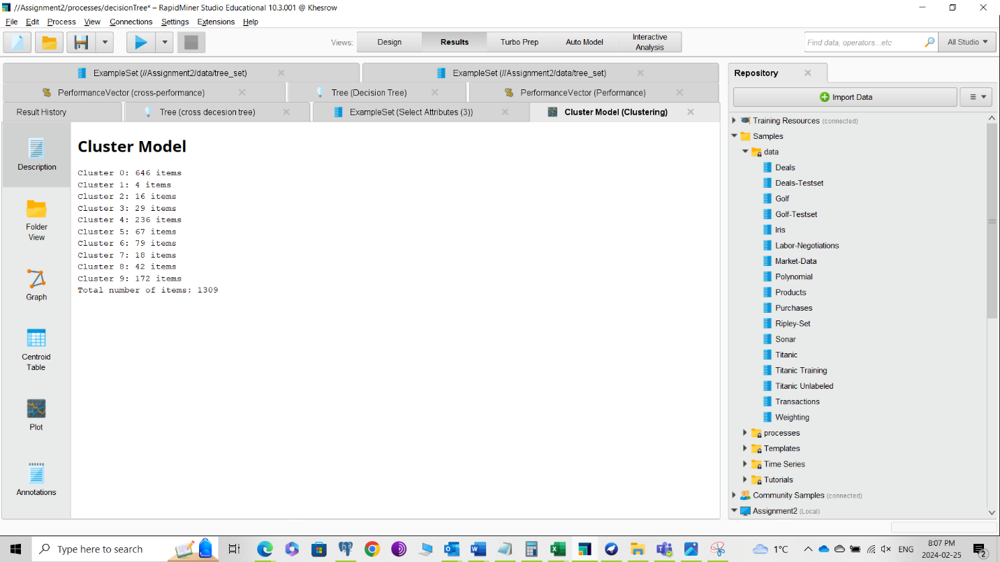 //Assignment2/processes/decisionTree* – RapidMiner Studio Educational 10.3.001 @ Khesrow
File Edit Process View Connections Settings Extensions Help
Views: Design Results Turbo Prep Auto Model Interactive Analysis
Find data, operators...etc All Studio
ExampleSet (//Assignment2/data/tree_set) ExampleSet (//Assignment2/data/tree_set)
PerformanceVector (cross-performance) Tree (Decision Tree) PerformanceVector (Performance)
Result History Tree (cross decesion tree) ExampleSet (Select Attributes (3)) Cluster Model (Clustering)
Description
Folder
View
Graph
Centroid
Table
Plot
Annotations
Cluster Model
Cluster 0: 646 items
Cluster 1: 4 items
Cluster 2: 16 items
Cluster 3: 29 items
Cluster 4: 236 items
Cluster 5: 67 items
Cluster 6: 79 items
Cluster 7: 18 items
Cluster 8: 42 items
Cluster 9: 172 items
Total number of items: 1309
Repository
Import Data
Training Resources (connected)
Samples
data
Deals
Deals-Testset
Golf
Golf-Testset
Iris
Labor-Negotiations
Market-Data
Polynomial
Products
Purchases
Ripley-Set
Sonar
Titanic
Titanic Training
Titanic Unlabeled
Transactions
Weighting
processes
Templates
Time Series
Tutorials
Community Samples (connected)
Assignment2 (Local)
Type here to search
1°C
ENG
8:07 PM
2024-02-25
2